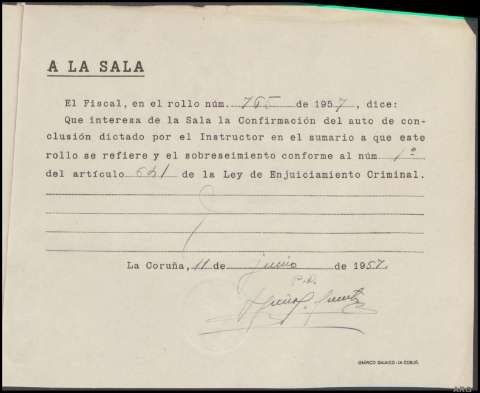 A LA SALA
El Fiscal, en el rollo núm. 765 de 1957, dice:
Que interesa de la Sala la Confirmación del auto de con-
clusión dictado por el Instructor en el sumario a que este
rollo se refiere y el sobreseimiento conforme al núm 1º
del artículo 641 de la Ley de Enjuiciamiento Criminal.
La Coruña, 11 de junio de 1957.
GRÁFICO GALAICO - LA CORUÑA
ARG